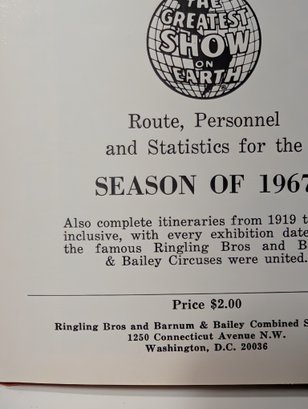 THE
GREATEST
SHOW
ON
EARTH
Route, Personnel
and Statistics for the
SEASON OF 1967
Also complete itineraries from 1919 t
inclusive, with every exhibition date
the famous Ringling Bros and B
& Bailey Circuses were united.
Price $2.00
Ringling Bros and Barnum & Bailey Combined S
1250 Connecticut Avenue N.W.
Washington, D.C. 20036